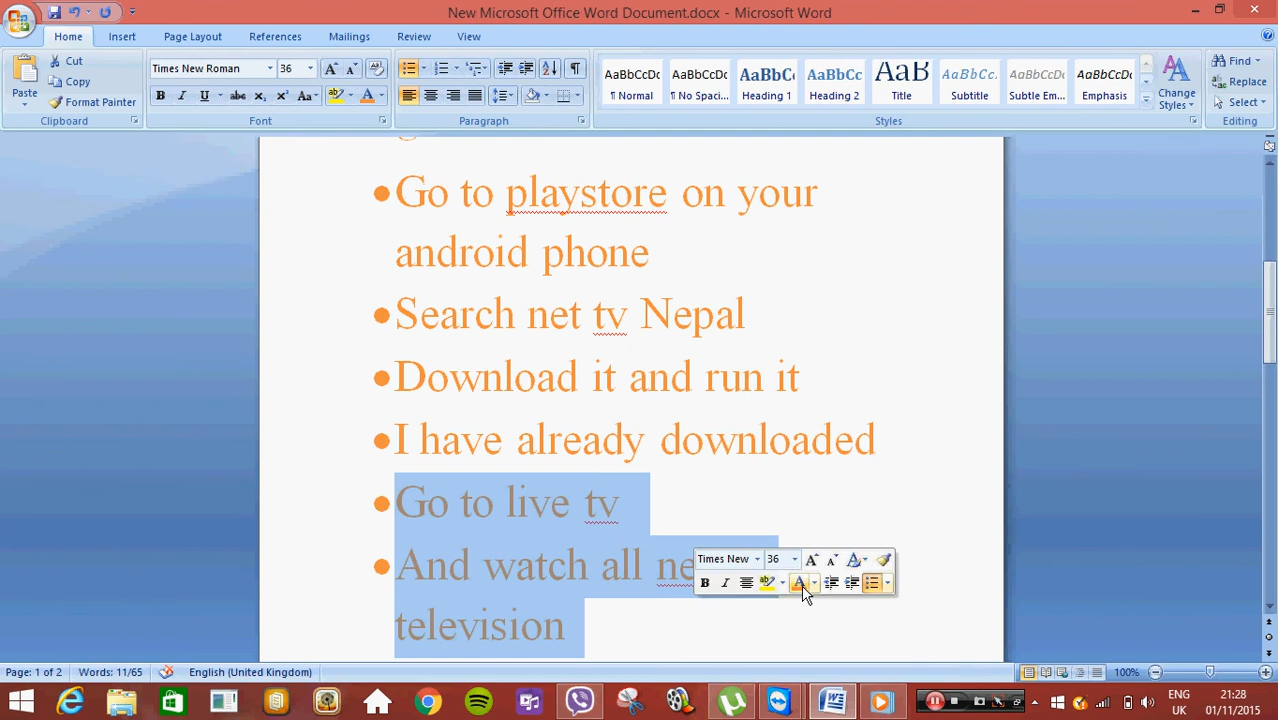 New Microsoft Office Word Document.docx - Microsoft Word
Home Insert Page Layout References Mailings Review View
Paste
Cut
Copy
Format Painter
Clipboard
Times New Roman 36
Font
Paragraph
AaBbCcDc AaBbCcDc AaBbCc AaBbCc AaB AaBbCc. AaBbCcDc AaBbCcDc
¶ Normal ¶ No Spaci... Heading 1 Heading 2 Title Subtitle Subtle Em... Emphasis
Styles
Change Styles
Find
Replace
Select
Editing
Go to playstore on your
android phone
Search net tv Nepal
Download it and run it
I have already downloaded
Go to live tv
And watch all ne
television
Times New 36
Page: 1 of 2 Words: 11/65 English (United Kingdom) 100%
ENG
UK
21:28
01/11/2015